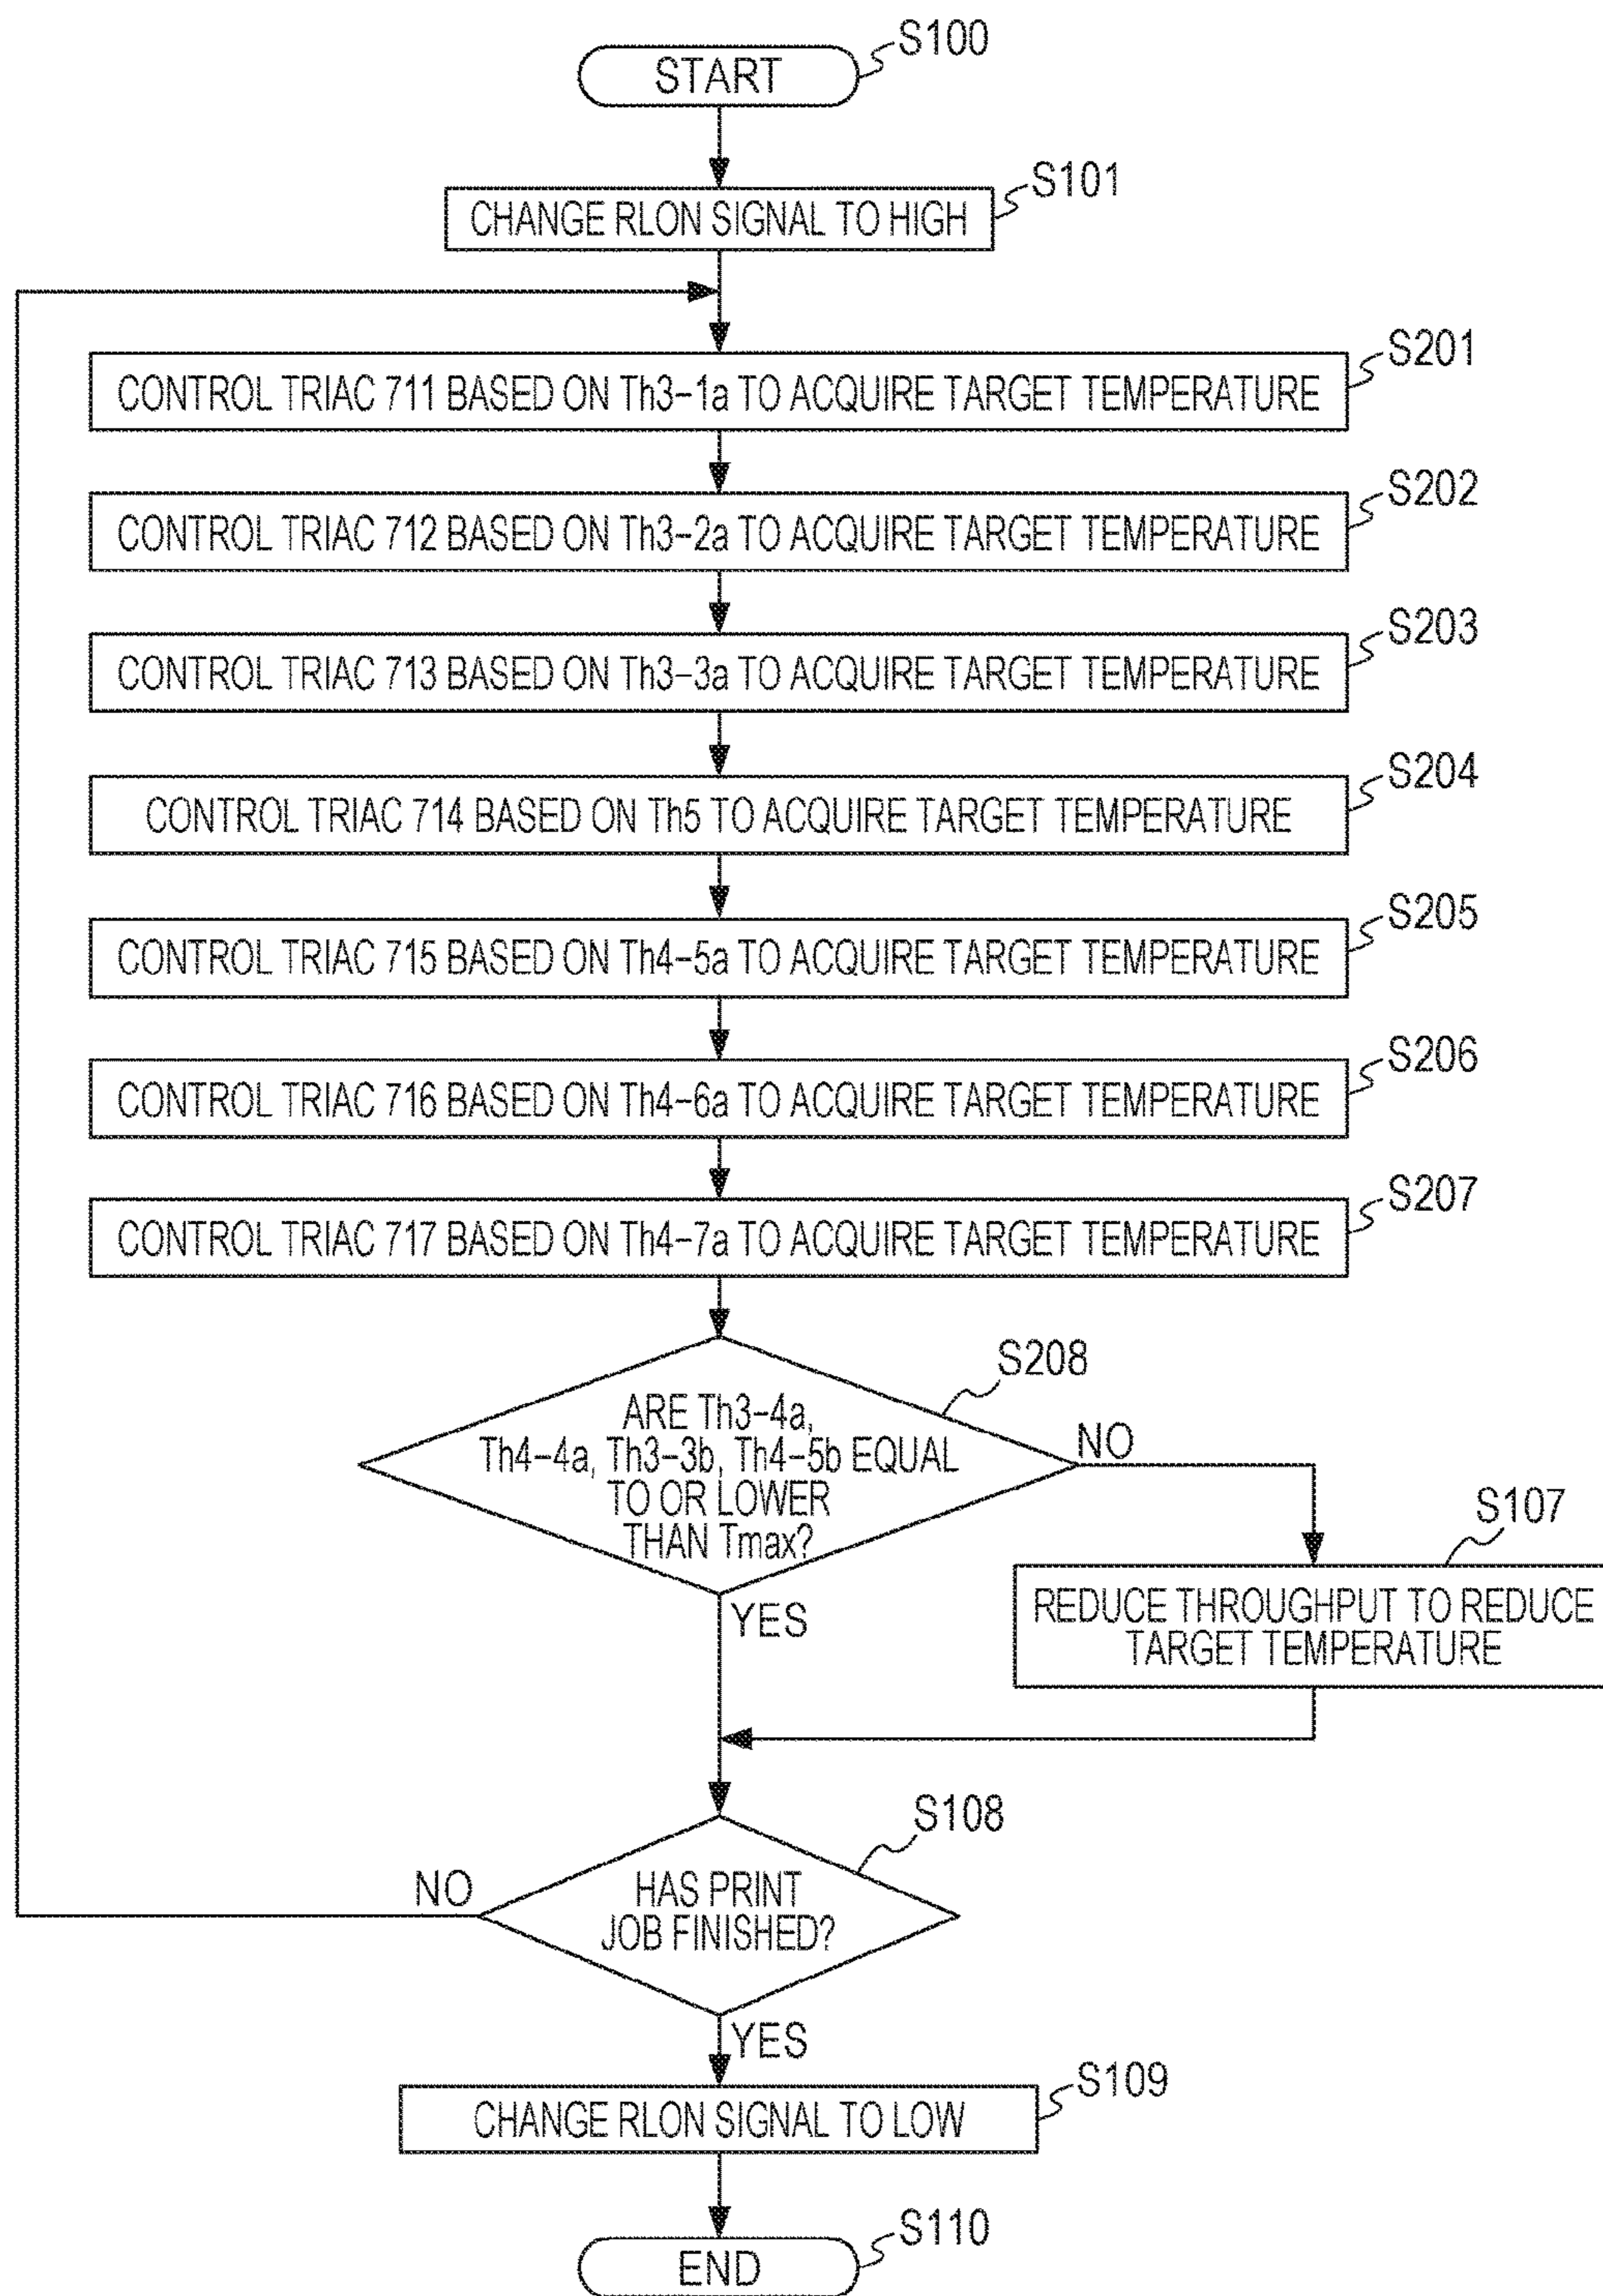 START
S100
CHANGE RLON SIGNAL TO HIGH
S101
CONTROL TRIAC 711 BASED ON Th3-1a TO ACQUIRE TARGET TEMPERATURE
S201
CONTROL TRIAC 712 BASED ON Th3-2a TO ACQUIRE TARGET TEMPERATURE
S202
CONTROL TRIAC 713 BASED ON Th3-3a TO ACQUIRE TARGET TEMPERATURE
S203
CONTROL TRIAC 714 BASED ON Th5 TO ACQUIRE TARGET TEMPERATURE
S204
CONTROL TRIAC 715 BASED ON Th4-5a TO ACQUIRE TARGET TEMPERATURE
S205
CONTROL TRIAC 716 BASED ON Th4-6a TO ACQUIRE TARGET TEMPERATURE
S206
CONTROL TRIAC 717 BASED ON Th4-7a TO ACQUIRE TARGET TEMPERATURE
S207
S208
ARE Th3-4a,
Th4-4a, Th3-3b, Th4-5b EQUAL
TO OR LOWER
THAN Tmax?
NO
YES
S107
REDUCE THROUGHPUT TO REDUCE
TARGET TEMPERATURE
S108
HAS PRINT
JOB FINISHED?
NO
YES
CHANGE RLON SIGNAL TO LOW
S109
END
S110